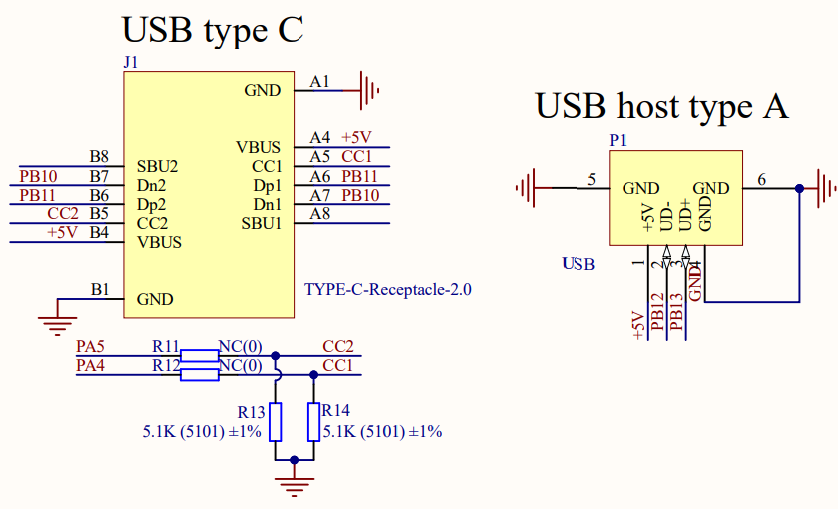 USB type C
J1
GND A1
VBUS A4 +5V
B8 SBU2 CC1 A5 CC1
PB10 B7 Dn2 Dp1 A6 PB11
PB11 B6 Dp2 Dn1 A7 PB10
CC2 B5 CC2 SBU1 A8
+5V B4 VBUS
B1 GND
TYPE-C-Receptacle-2.0
PA5 R11 NC(0) CC2
PA4 R12 NC(0) CC1
R13 R14
5.1K (5101) ±1% 5.1K (5101) ±1%
USB host type A
P1
5 GND GND 6
+5V UD- UD+ GND
USB
1 2 3 4
+5V PB12 PB13 GND